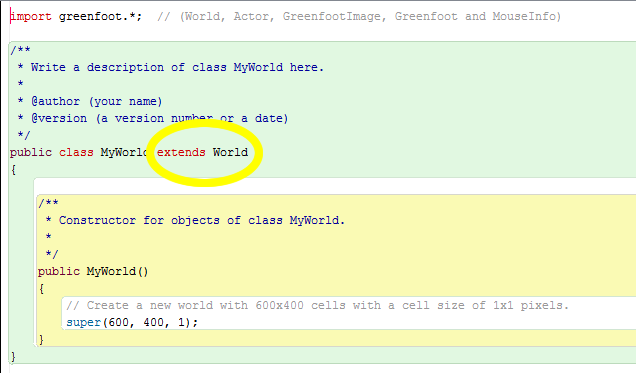 import greenfoot.*;  // (World, Actor, GreenfootImage, Greenfoot and MouseInfo)
/**
 * Write a description of class MyWorld here.
 *
 * @author (your name)
 * @version (a version number or a date)
 */
public class MyWorld extends World
{
/**
 * Constructor for objects of class MyWorld.
 *
 */
public MyWorld()
{
// Create a new world with 600x400 cells with a cell size of 1x1 pixels.
super(600, 400, 1);
}
}